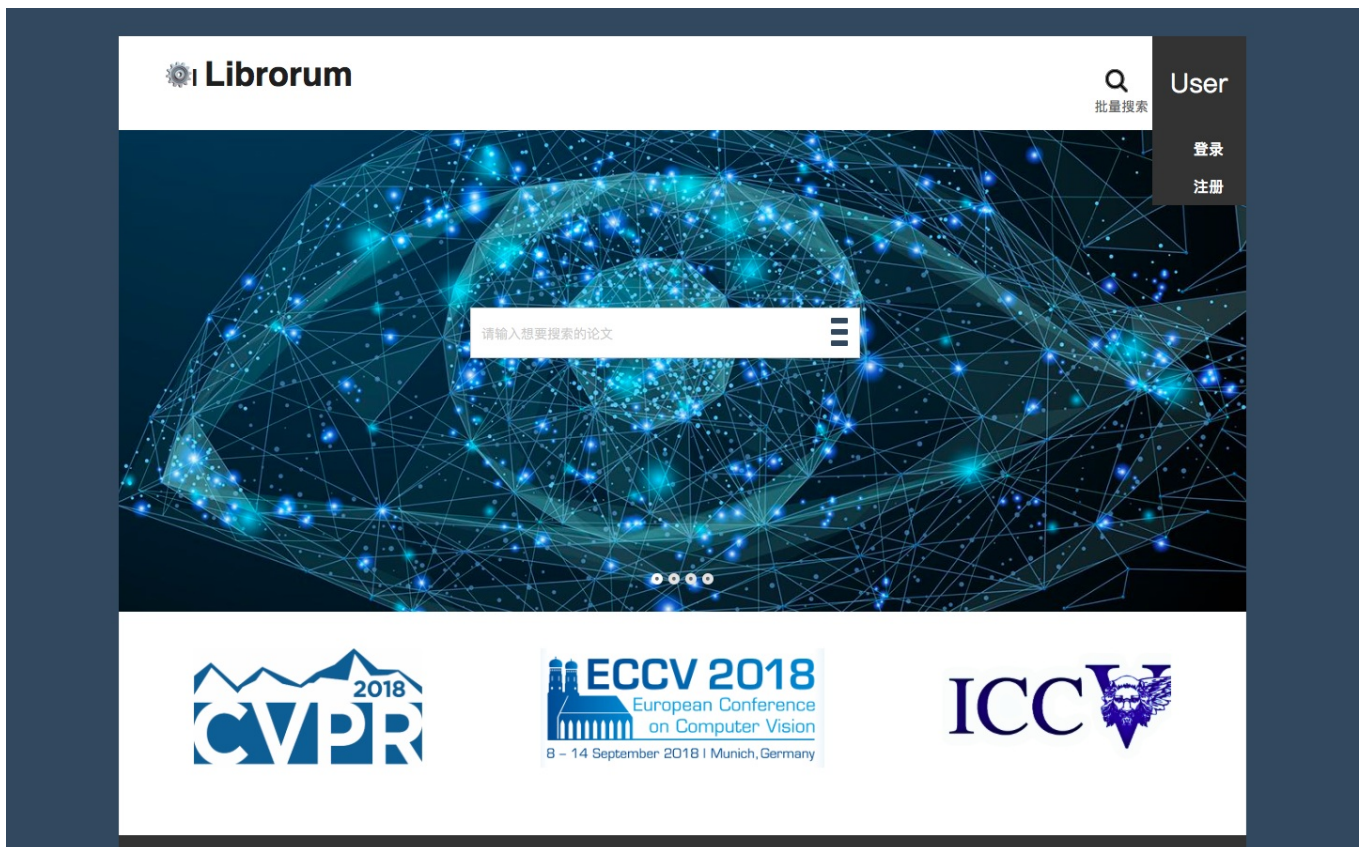 Librorum
批量搜索
User
登录
注册
请输入想要搜索的论文
2018
CVPR
ECCV 2018
European Conference
on Computer Vision
8 – 14 September 2018 | Munich, Germany
ICCV